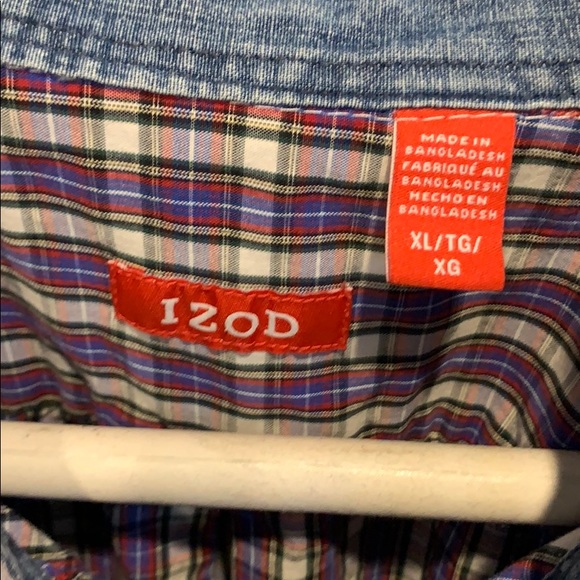 MADE IN
BANGLADESH
FABRIQUÉ AU
BANGLADESH
HECHO EN
BANGLADESH
XL/TG/
XG
IZOD